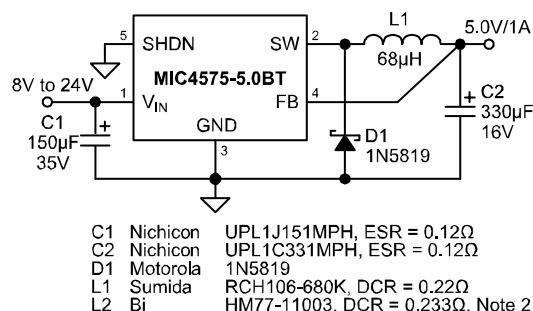 L1
5.0V/1A
5
SHDN
SW
2
68µH
MIC4575-5.0BT
8V to 24V
1
VIN
FB
4
C2
330µF
16V
C1
150µF
35V
GND
3
D1
1N5819
C1 Nichicon UPL1J151MPH, ESR = 0.12Ω
C2 Nichicon UPL1C331MPH, ESR = 0.12Ω
D1 Motorola 1N5819
L1 Sumida RCH106-680K, DCR = 0.22Ω
L2 Bi HM77-11003, DCR = 0.233Ω, Note 2